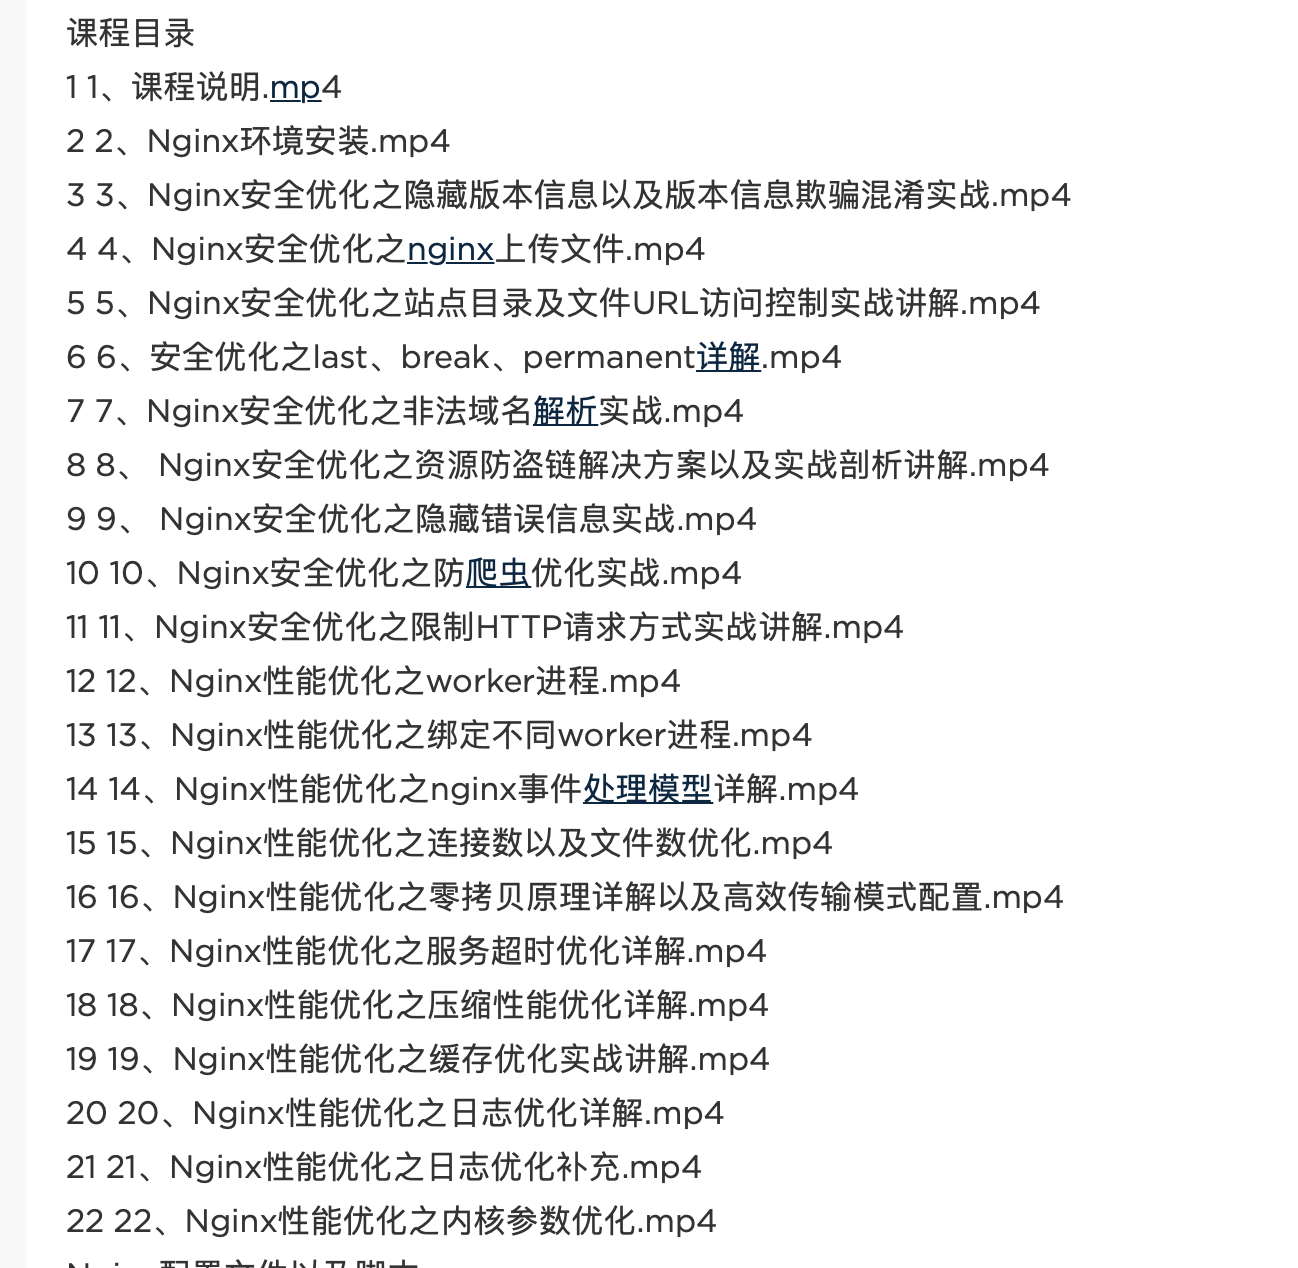 课程目录
1 1、课程说明.mp4
2 2、Nginx环境安装.mp4
3 3、Nginx安全优化之隐藏版本信息以及版本信息欺骗混淆实战.mp4
4 4、Nginx安全优化之nginx上传文件.mp4
5 5、Nginx安全优化之站点目录及文件URL访问控制实战讲解.mp4
6 6、安全优化之last、break、permanent详解.mp4
7 7、Nginx安全优化之非法域名解析实战.mp4
8 8、 Nginx安全优化之资源防盗链解决方案以及实战剖析讲解.mp4
9 9、 Nginx安全优化之隐藏错误信息实战.mp4
10 10、Nginx安全优化之防爬虫优化实战.mp4
11 11、Nginx安全优化之限制HTTP请求方式实战讲解.mp4
12 12、Nginx性能优化之worker进程.mp4
13 13、Nginx性能优化之绑定不同worker进程.mp4
14 14、Nginx性能优化之nginx事件处理模型详解.mp4
15 15、Nginx性能优化之连接数以及文件数优化.mp4
16 16、Nginx性能优化之零拷贝原理详解以及高效传输模式配置.mp4
17 17、Nginx性能优化之服务超时优化详解.mp4
18 18、Nginx性能优化之压缩性能优化详解.mp4
19 19、Nginx性能优化之缓存优化实战讲解.mp4
20 20、Nginx性能优化之日志优化详解.mp4
21 21、Nginx性能优化之日志优化补充.mp4
22 22、Nginx性能优化之内核参数优化.mp4
Nginx配置文件以及脚本